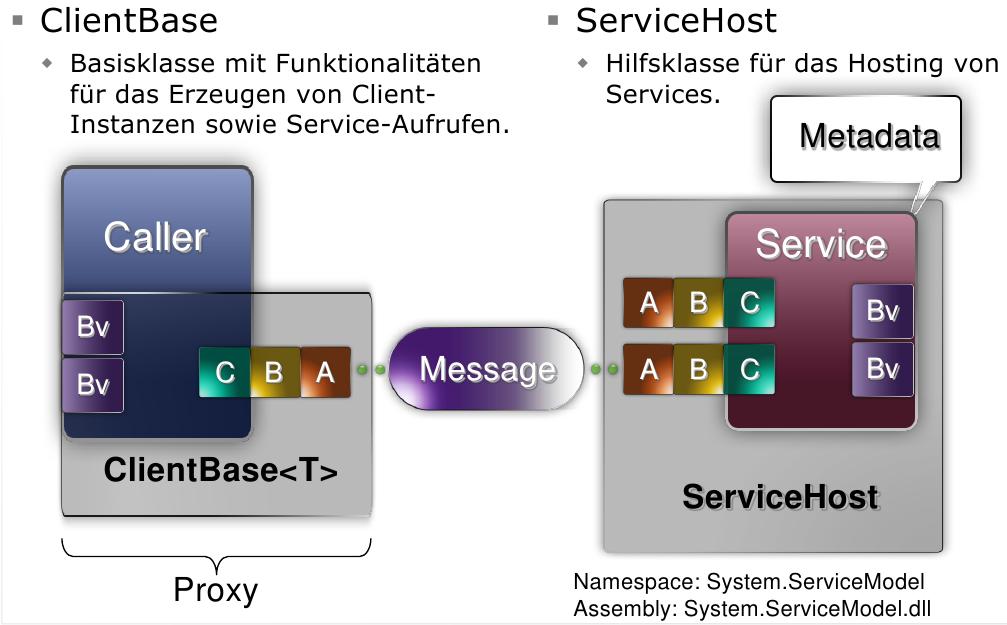 ClientBase
Basisklasse mit Funktionalitäten
für das Erzeugen von Client-
Instanzen sowie Service-Aufrufen.
ServiceHost
Hilfsklasse für das Hosting von
Services.
Metadata
Caller
Bv
Bv
C B A
ClientBase<T>
Proxy
Message
Service
A B C
Bv
A B C
Bv
ServiceHost
Namespace: System.ServiceModel
Assembly: System.ServiceModel.dll